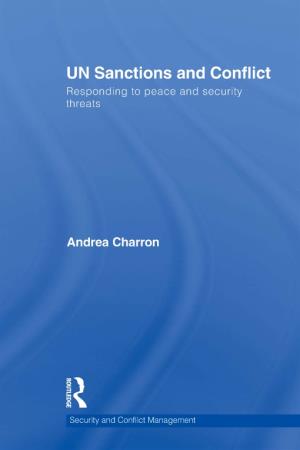 UN Sanctions and Conflict
Responding to peace and security
threats
Andrea Charron
ROUTLEDGE
Security and Conflict Management